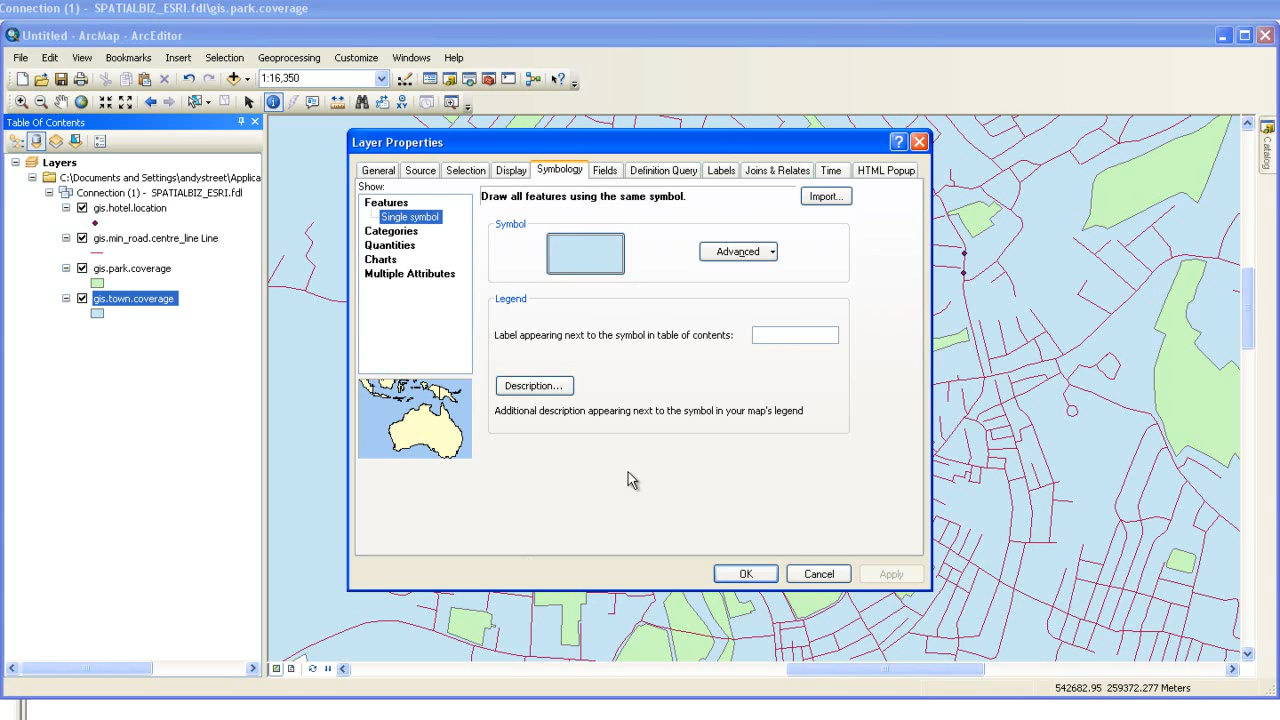 Connection (1) - SPATIALBIZ_ESRI.fdl\gis.park.coverage
Untitled - ArcMap - ArcEditor
File Edit View Bookmarks Insert Selection Geoprocessing Customize Windows Help
1:16,350
Table Of Contents
Layers
C:\Documents and Settings\andystreet\Applica
Connection (1) - SPATIALBIZ_ESRI.fdl
gis.hotel.location
gis.min_road.centre_line Line
gis.park.coverage
gis.town.coverage
Layer Properties
General Source Selection Display Symbology Fields Definition Query Labels Joins & Relates Time HTML Popup
Show:
Features
Single symbol
Categories
Quantities
Charts
Multiple Attributes
Draw all features using the same symbol.
Import...
Symbol
Advanced
Legend
Label appearing next to the symbol in table of contents:
Description...
Additional description appearing next to the symbol in your map's legend
OK Cancel Apply
Catalog
542682.95 259372.277 Meters